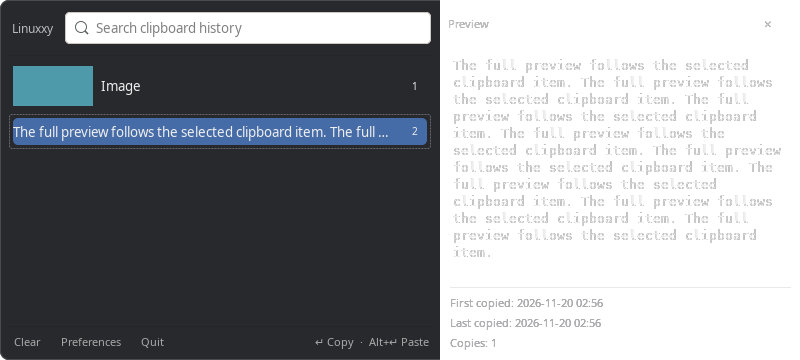 Linuxxy
Search clipboard history
Image 1
The full preview follows the selected clipboard item. The full ... 2
Clear Preferences Quit ↵ Copy · Alt+↵ Paste
Preview ×
The full preview follows the selected
clipboard item. The full preview follows
the selected clipboard item. The full
preview follows the selected clipboard
item. The full preview follows the
selected clipboard item. The full preview
follows the selected clipboard item. The
full preview follows the selected
clipboard item. The full preview follows
the selected clipboard item. The full
preview follows the selected clipboard
item.
First copied: 2026-11-20 02:56
Last copied: 2026-11-20 02:56
Copies: 1